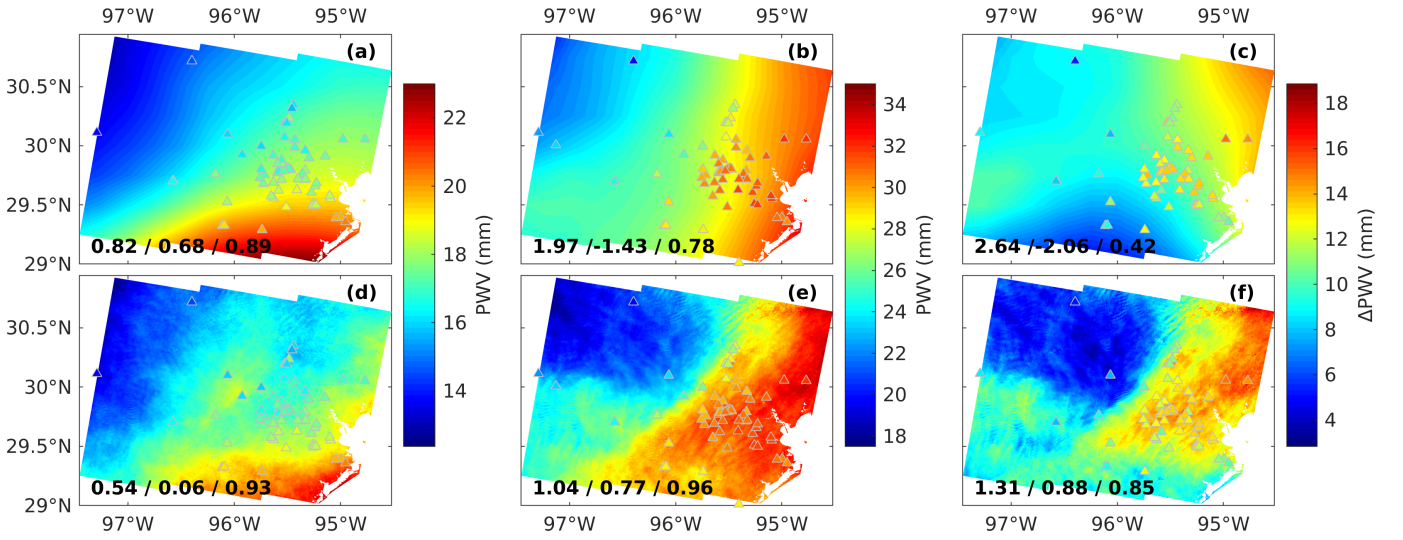 97°W 96°W 95°W 97°W 96°W 95°W 97°W 96°W 95°W
(a) (b) (c)
30.5°N
30°N
29.5°N
29°N
0.82 / 0.68 / 0.89 1.97 /-1.43 / 0.78 2.64 /-2.06 / 0.42
(d) (e) (f)
30.5°N
30°N
29.5°N
29°N
0.54 / 0.06 / 0.93 1.04 / 0.77 / 0.96 1.31 / 0.88 / 0.85
97°W 96°W 95°W 97°W 96°W 95°W 97°W 96°W 95°W
22
20
18
16
14
PWV (mm)
34
32
30
28
26
24
22
20
18
PWV (mm)
18
16
14
12
10
8
6
4
ΔPWV (mm)